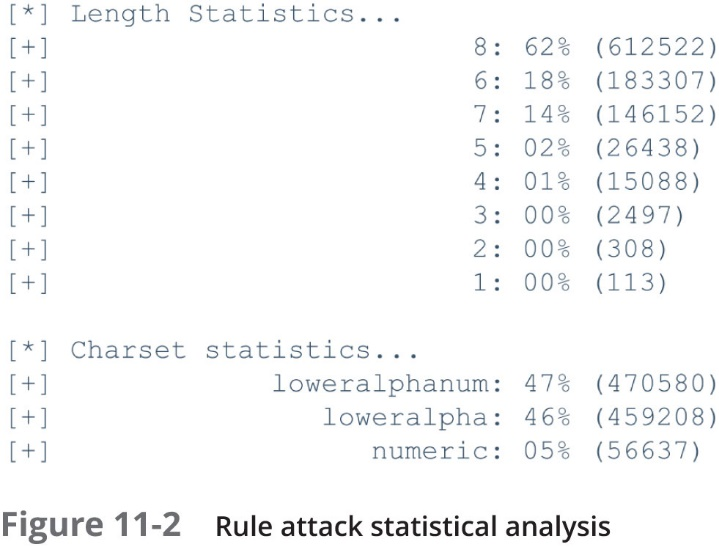 [*] Length Statistics...
[+] 8: 62% (612522)
[+] 6: 18% (183307)
[+] 7: 14% (146152)
[+] 5: 02% (26438)
[+] 4: 01% (15088)
[+] 3: 00% (2497)
[+] 2: 00% (308)
[+] 1: 00% (113)
[*] Charset statistics...
[+] loweralphanum: 47% (470580)
[+] loweralpha: 46% (459208)
[+] numeric: 05% (56637)
Figure 11-2 Rule attack statistical analysis